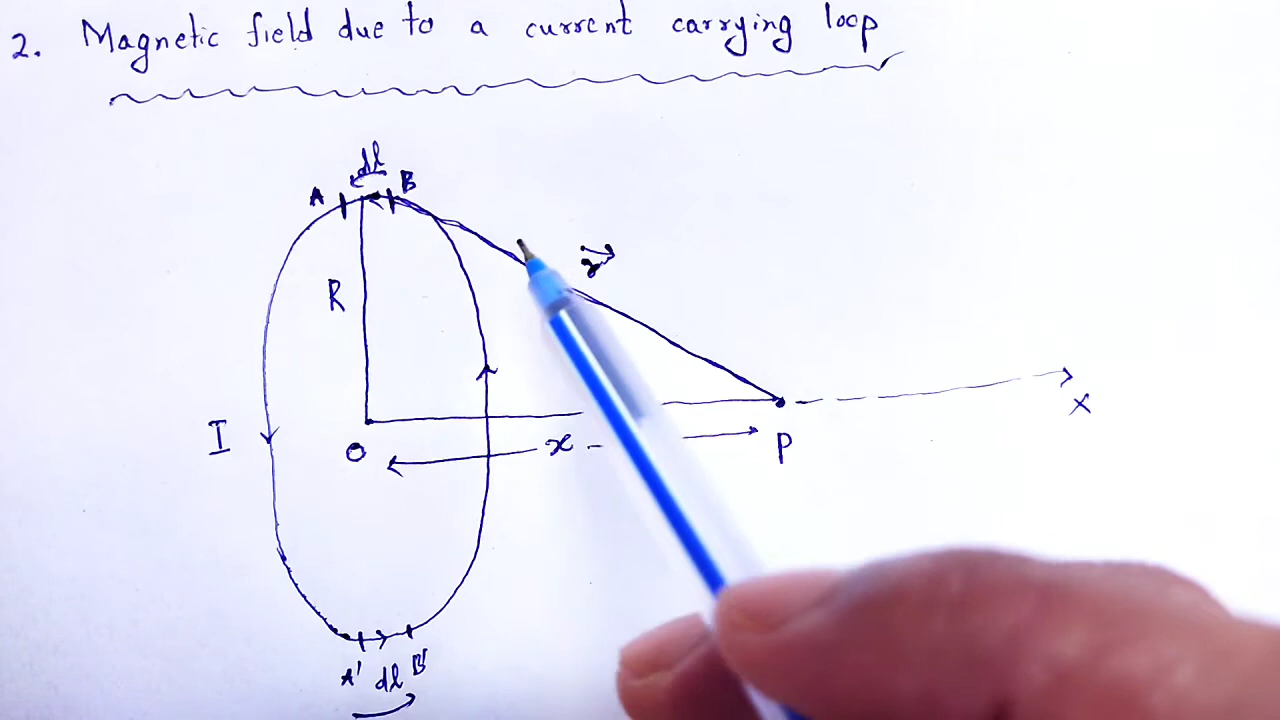 2. Magnetic field due to a current carrying loop
dl
A B
r
R
I
O x P X
A' dl B'